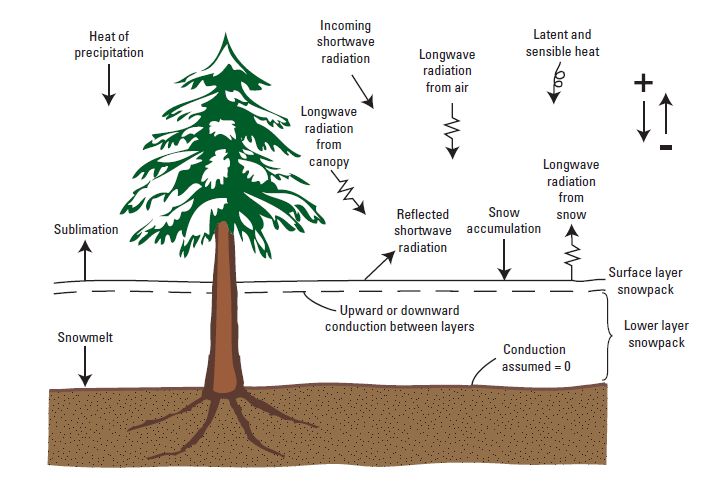 Heat of
precipitation
Incoming
shortwave
radiation
Longwave
radiation
from air
Latent and
sensible heat
+
-
Longwave
radiation
from
canopy
Longwave
radiation
from
snow
Sublimation
Reflected
shortwave
radiation
Snow
accumulation
Surface layer
snowpack
Upward or downward
conduction between layers
Lower layer
snowpack
Snowmelt
Conduction
assumed = 0